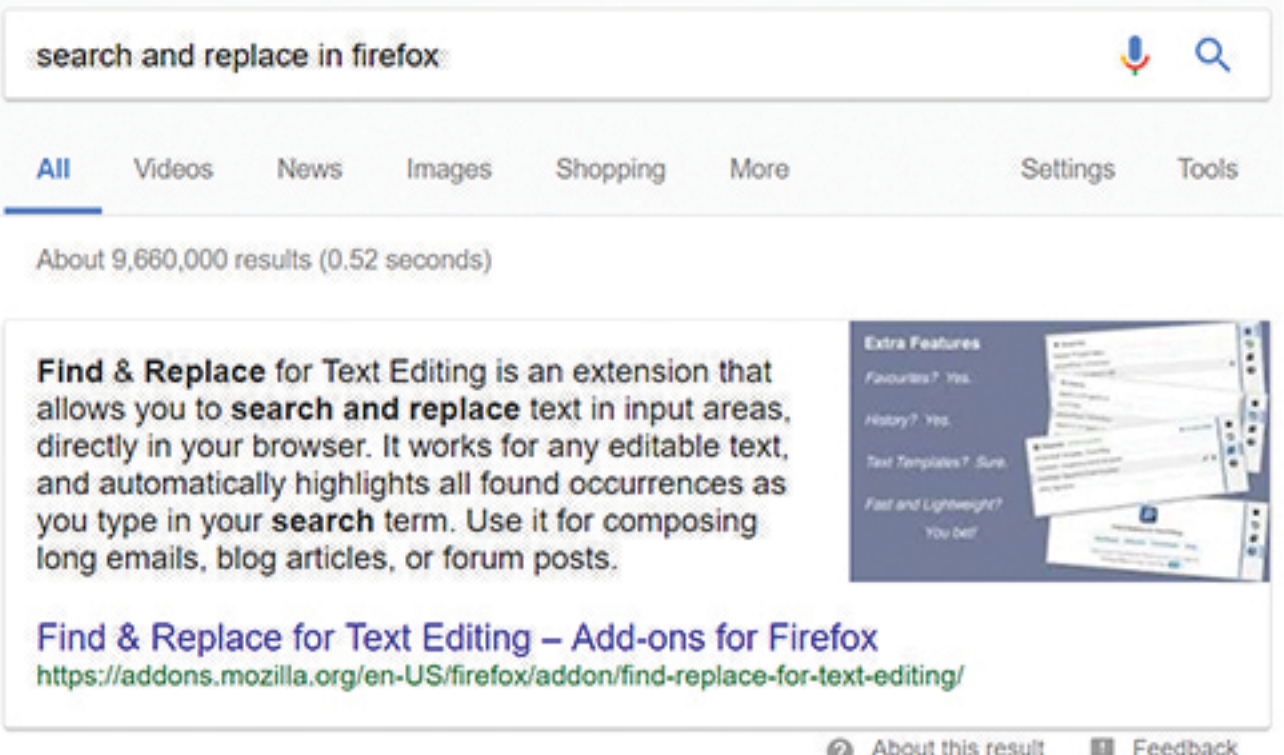 search and replace in firefox
All Videos News Images Shopping More Settings Tools
About 9,660,000 results (0.52 seconds)
Find & Replace for Text Editing is an extension that
allows you to search and replace text in input areas,
directly in your browser. It works for any editable text,
and automatically highlights all found occurrences as
you type in your search term. Use it for composing
long emails, blog articles, or forum posts.
Extra Features
Favourites? Yes.
History? Yes.
Text Templates? Sure.
Fast and Lightweight?
You bet!
Find & Replace for Text Editing – Add-ons for Firefox
https://addons.mozilla.org/en-US/firefox/addon/find-replace-for-text-editing/
About this result Feedback